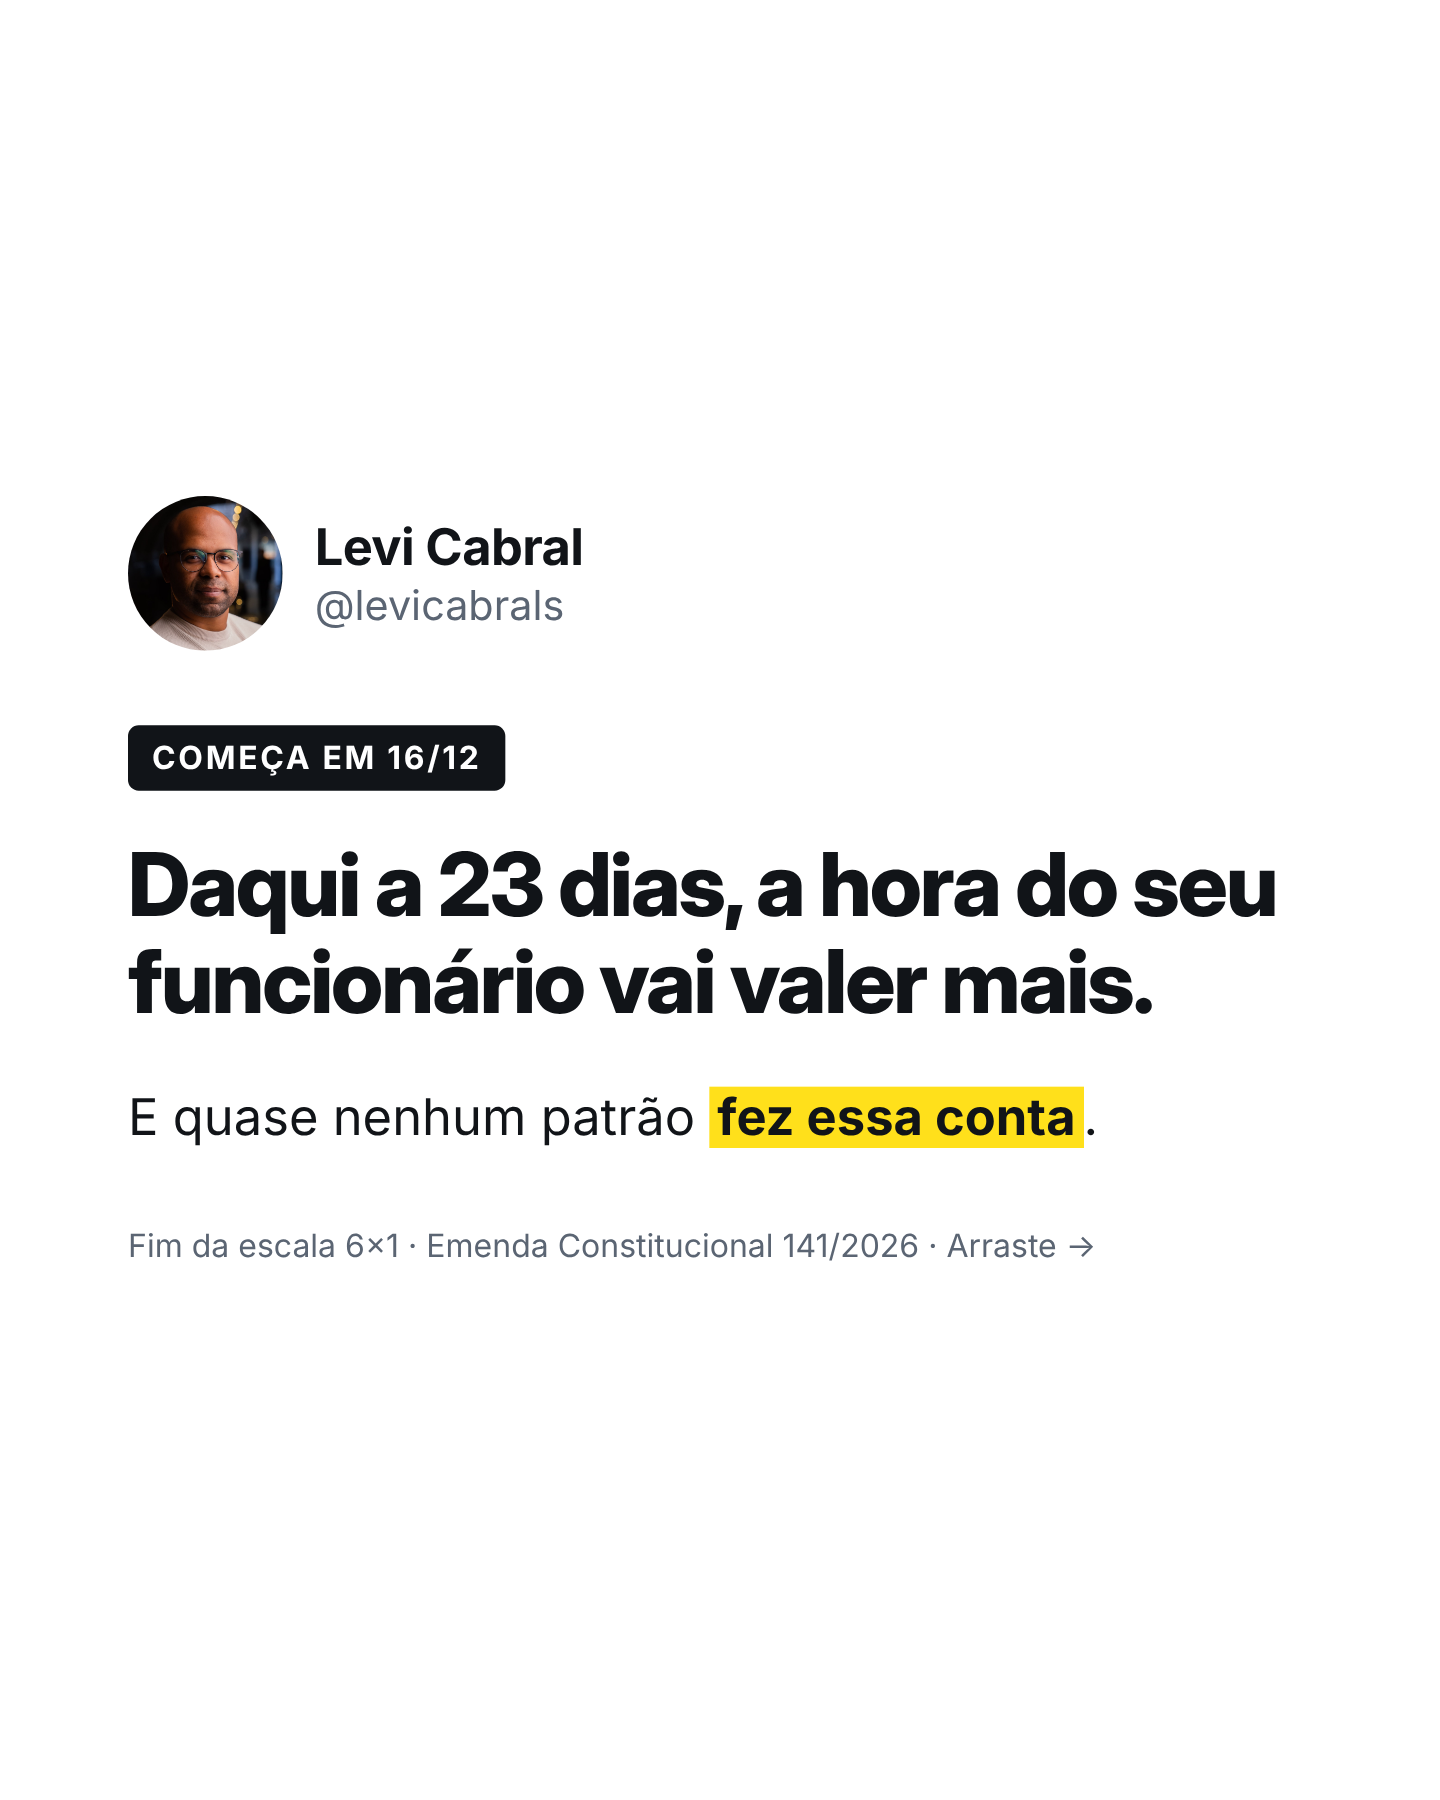 Levi Cabral
@levicabrals
COMEÇA EM 16/12
Daqui a 23 dias, a hora do seu
funcionário vai valer mais.
E quase nenhum patrão fez essa conta.
Fim da escala 6×1 · Emenda Constitucional 141/2026 · Arraste →